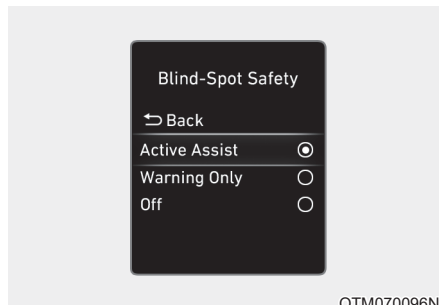 Blind-Spot Safety
Back
Active Assist
Warning Only
Off
OTM070096N